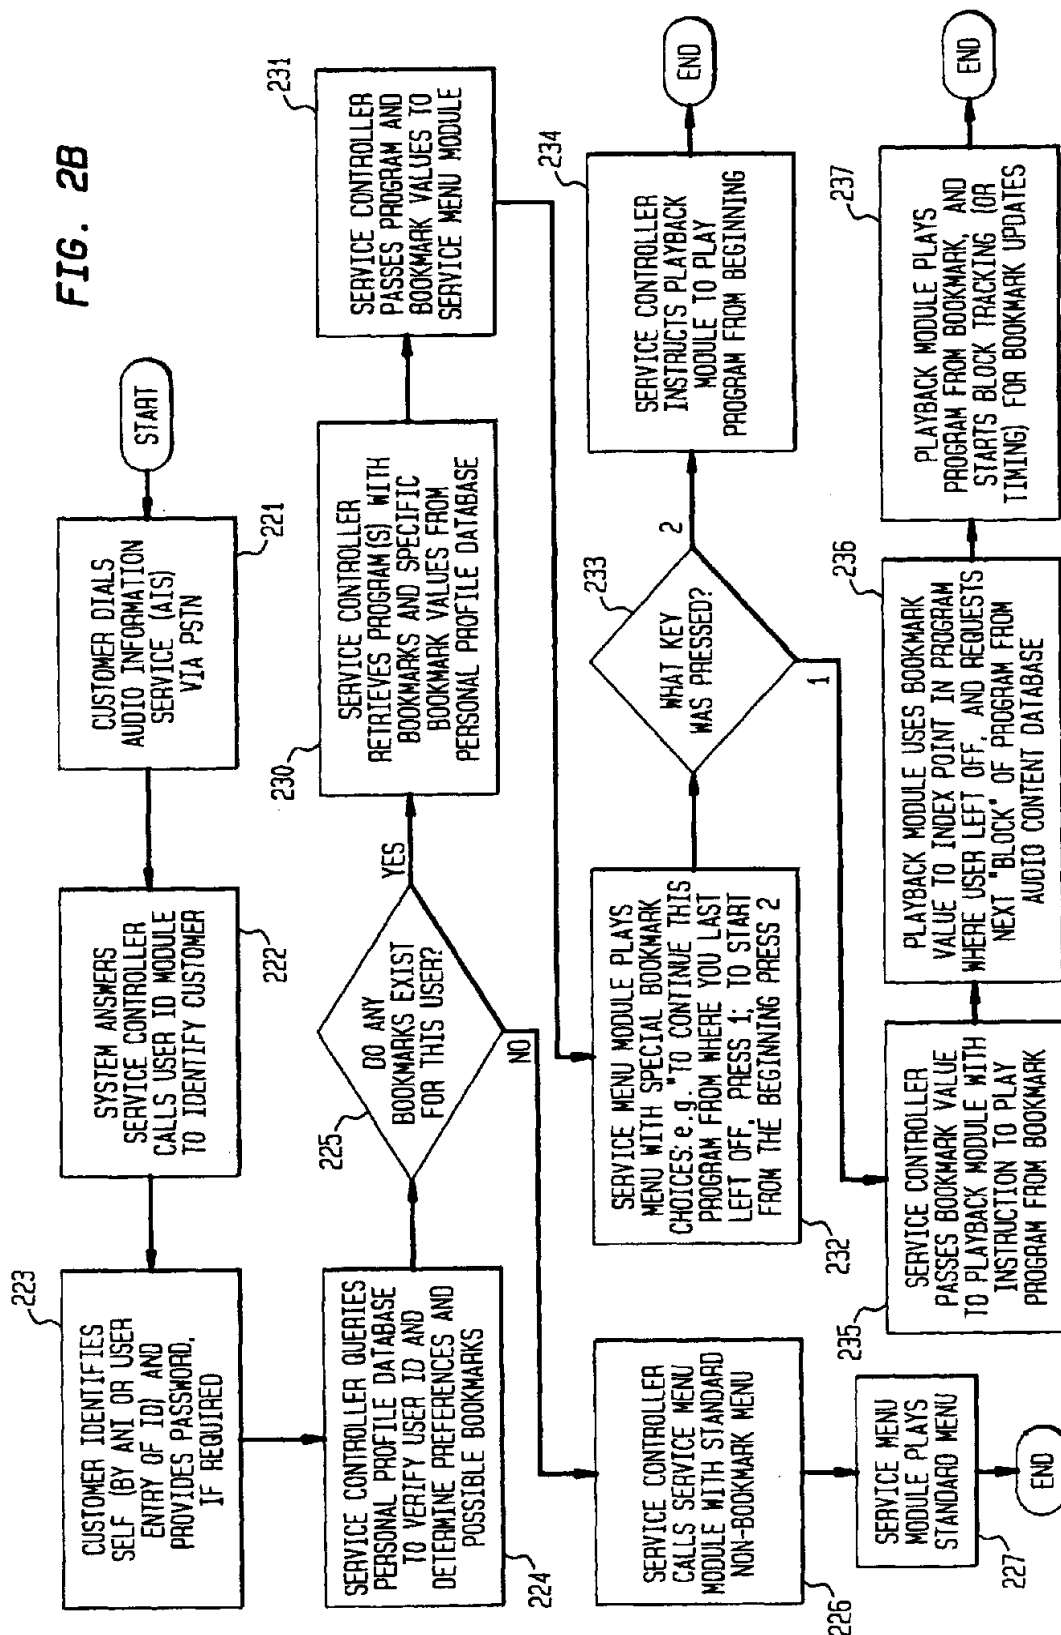 FIG. 2B
START
CUSTOMER DIALS
AUDIO INFORMATION
SERVICE (AIS)
VIA PSTN
221
SYSTEM ANSWERS
SERVICE CONTROLLER
CALLS USER ID MODULE
TO IDENTIFY CUSTOMER
222
223
CUSTOMER IDENTIFIES
SELF (BY ANI OR USER
ENTRY OF ID) AND
PROVIDES PASSWORD,
IF REQUIRED
SERVICE CONTROLLER QUERIES
PERSONAL PROFILE DATABASE
TO VERIFY USER ID AND
DETERMINE PREFERENCES AND
POSSIBLE BOOKMARKS
224
DO ANY
BOOKMARKS EXIST
FOR THIS USER?
225
YES
NO
230
SERVICE CONTROLLER
RETRIEVES PROGRAM(S) WITH
BOOKMARKS AND SPECIFIC
BOOKMARK VALUES FROM
PERSONAL PROFILE DATABASE
231
SERVICE CONTROLLER
PASSES PROGRAM AND
BOOKMARK VALUES TO
SERVICE MENU MODULE
SERVICE CONTROLLER
CALLS SERVICE MENU
MODULE WITH STANDARD
NON-BOOKMARK MENU
226
SERVICE MENU
MODULE PLAYS
STANDARD MENU
227
END
SERVICE MENU MODULE PLAYS
MENU WITH SPECIAL BOOKMARK
CHOICES: e.g. "TO CONTINUE THIS
PROGRAM FROM WHERE YOU LAST
LEFT OFF, PRESS 1; TO START
FROM THE BEGINNING PRESS 2
232
233
WHAT KEY
WAS PRESSED?
2
1
234
SERVICE CONTROLLER
INSTRUCTS PLAYBACK
MODULE TO PLAY
PROGRAM FROM BEGINNING
END
235
SERVICE CONTROLLER
PASSES BOOKMARK VALUE
TO PLAYBACK MODULE WITH
INSTRUCTION TO PLAY
PROGRAM FROM BOOKMARK
236
PLAYBACK MODULE USES BOOKMARK
VALUE TO INDEX POINT IN PROGRAM
WHERE USER LEFT OFF, AND REQUESTS
NEXT "BLOCK" OF PROGRAM FROM
AUDIO CONTENT DATABASE
237
PLAYBACK MODULE PLAYS
PROGRAM FROM BOOKMARK, AND
STARTS BLOCK TRACKING (OR
TIMING) FOR BOOKMARK UPDATES
END